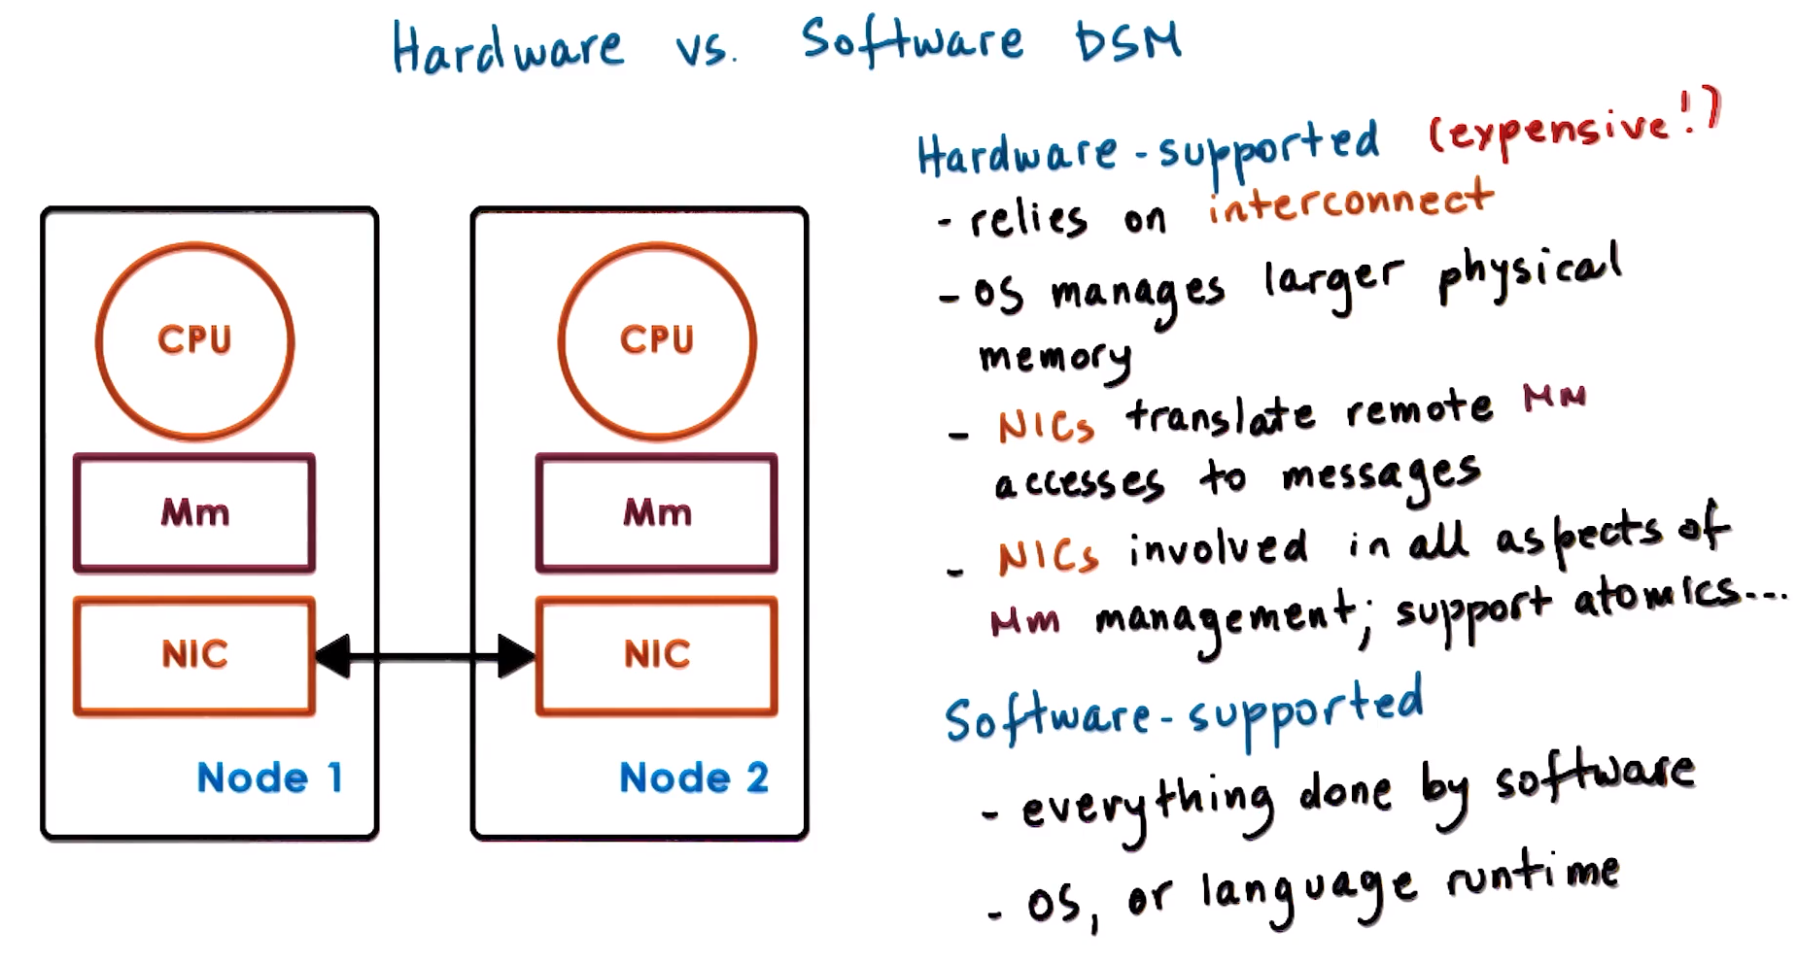 Hardware vs. Software DSM
CPU
Mm
NIC
Node 1
CPU
Mm
NIC
Node 2
Hardware-supported (expensive!)
- relies on interconnect
- OS manages larger physical
memory
- NICs translate remote Mm
accesses to messages
- NICs involved in all aspects of
Mm management; support atomics...
Software-supported
- everything done by software
- OS, or language runtime